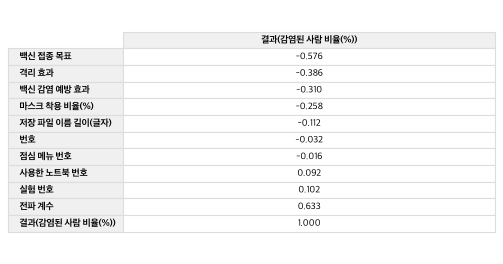 결과(감염된 사람 비율(%))
백신 접종 목표 -0.576
격리 효과 -0.386
백신 감염 예방 효과 -0.310
마스크 착용 비율(%) -0.258
저장 파일 이름 길이(글자) -0.112
번호 -0.032
점심 메뉴 번호 -0.016
사용한 노트북 번호 0.092
실험 번호 0.102
전파 계수 0.633
결과(감염된 사람 비율(%)) 1.000